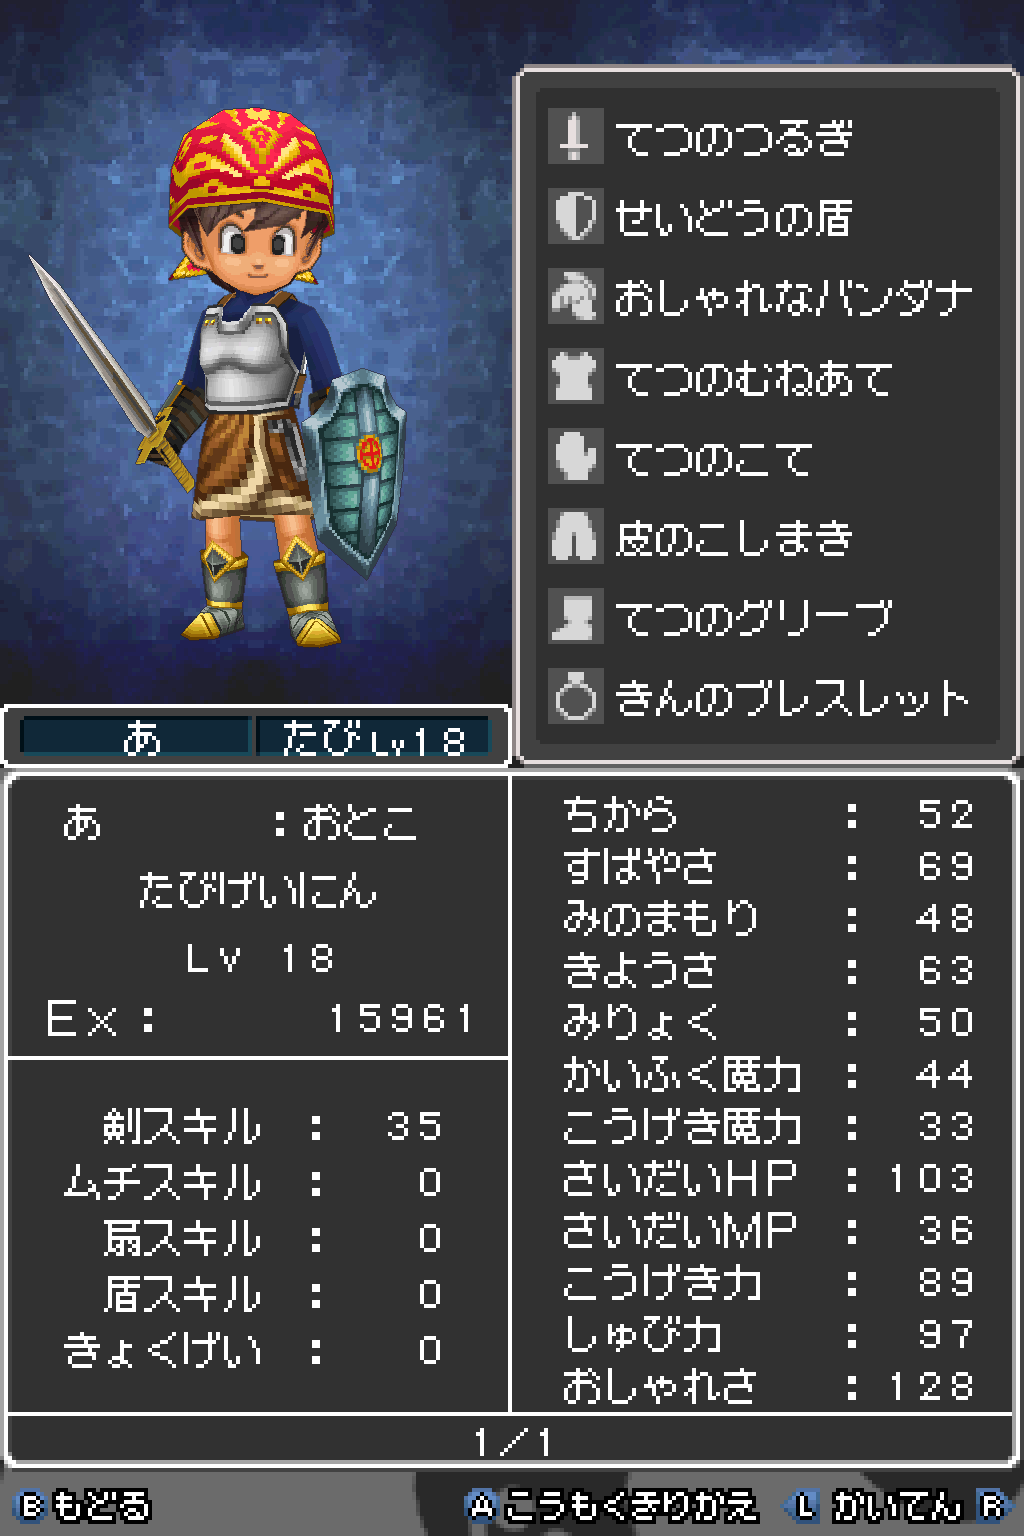 てつのつるぎ
せいどうの盾
おしゃれなバンダナ
てつのむねあて
てつのこて
皮のこしまき
てつのグリーブ
きんのブレスレット
あ たび Lv18
あ :おとこ
たびげいにん
Lv 18
Ex: 15961
剣スキル : 35
ムチスキル : 0
扇スキル : 0
盾スキル : 0
きょくげい : 0
ちから : 52
すばやさ : 69
みのまもり : 48
きようさ : 63
みりょく : 50
かいふく魔力 : 44
こうげき魔力 : 33
さいだいHP : 103
さいだいMP : 36
こうげき力 : 89
しゅび力 : 97
おしゃれさ : 128
1/1
B もどる A こうもくきりかえ L かいてん R